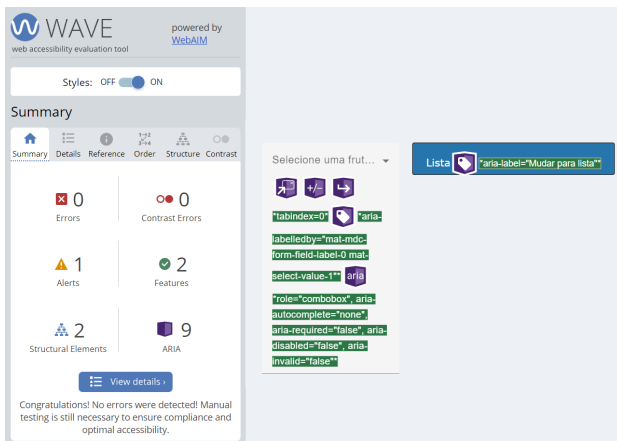 WAVE
web accessibility evaluation tool
powered by
WebAIM
Styles: OFF ON
Summary
Summary Details Reference Order Structure Contrast
0
Errors
0
Contrast Errors
1
Alerts
2
Features
2
Structural Elements
9
ARIA
View details ›
Congratulations! No errors were detected! Manual
testing is still necessary to ensure compliance and
optimal accessibility.
Selecione uma frut...
*tabindex=0* *aria-
labelledby="mat-mdc-
form-field-label-0 mat-
select-value-1"* aria
*role="combobox", aria-
autocomplete="none",
aria-required="false", aria-
disabled="false", aria-
invalid="false"*
Lista *aria-label="Mudar para lista"*